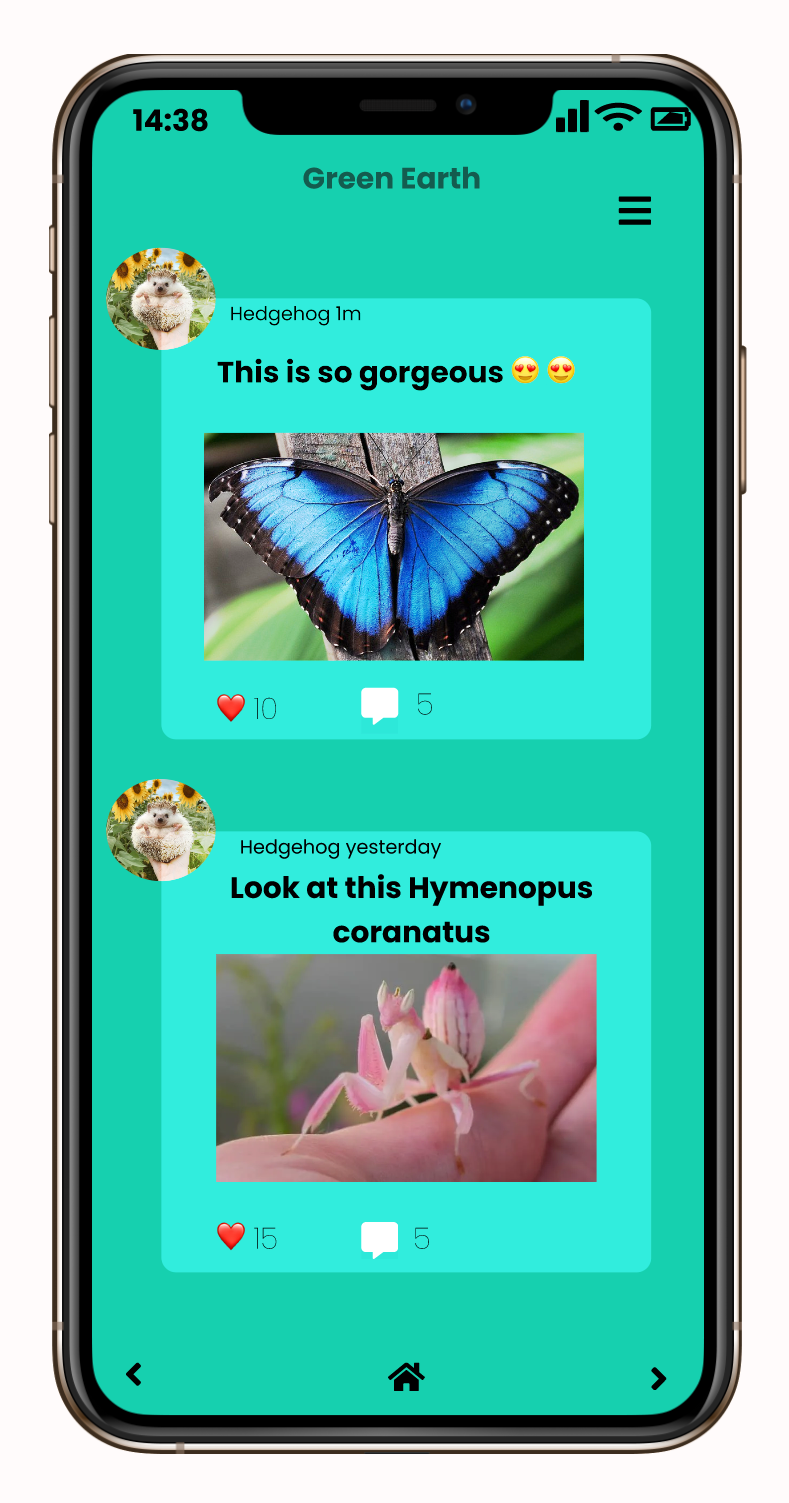 14:38
Green Earth
Hedgehog 1m
This is so gorgeous 😍 😍
❤️ 10 5
Hedgehog yesterday
Look at this Hymenopus
coranatus
❤️ 15 5